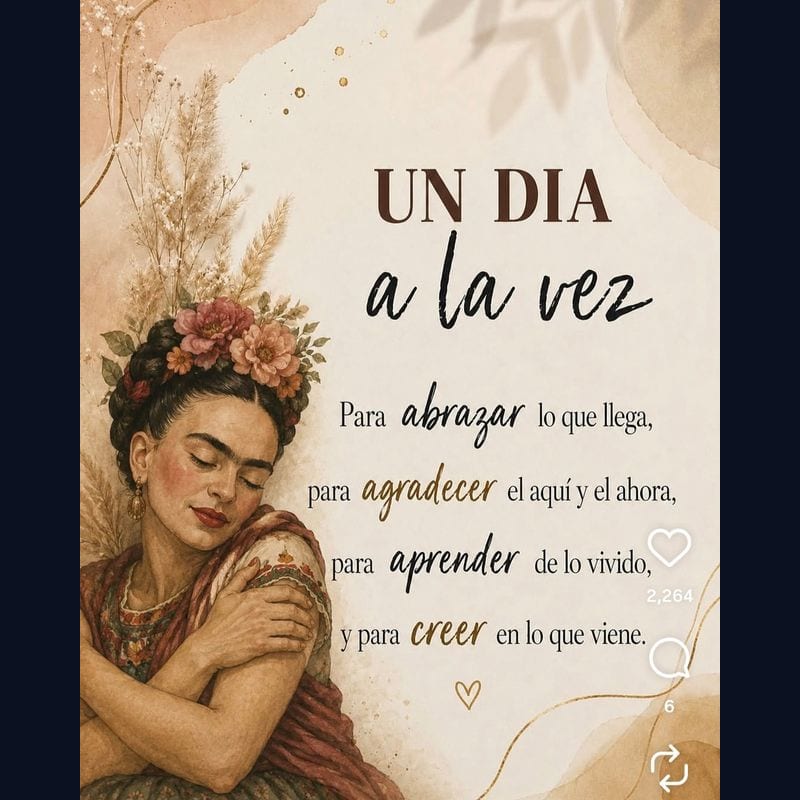 UN DIA
a la vez
Para abrazar lo que llega,
para agradecer el aquí y el ahora,
para aprender de lo vivido,
y para creer en lo que viene.
2,264
6